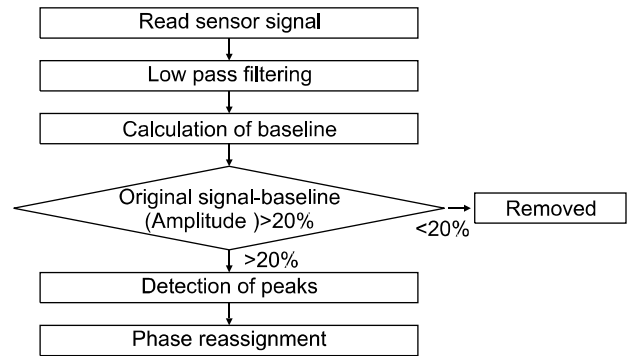 Read sensor signal
Low pass filtering
Calculation of baseline
Original signal-baseline
(Amplitude )>20%
Removed
<20%
>20%
Detection of peaks
Phase reassignment